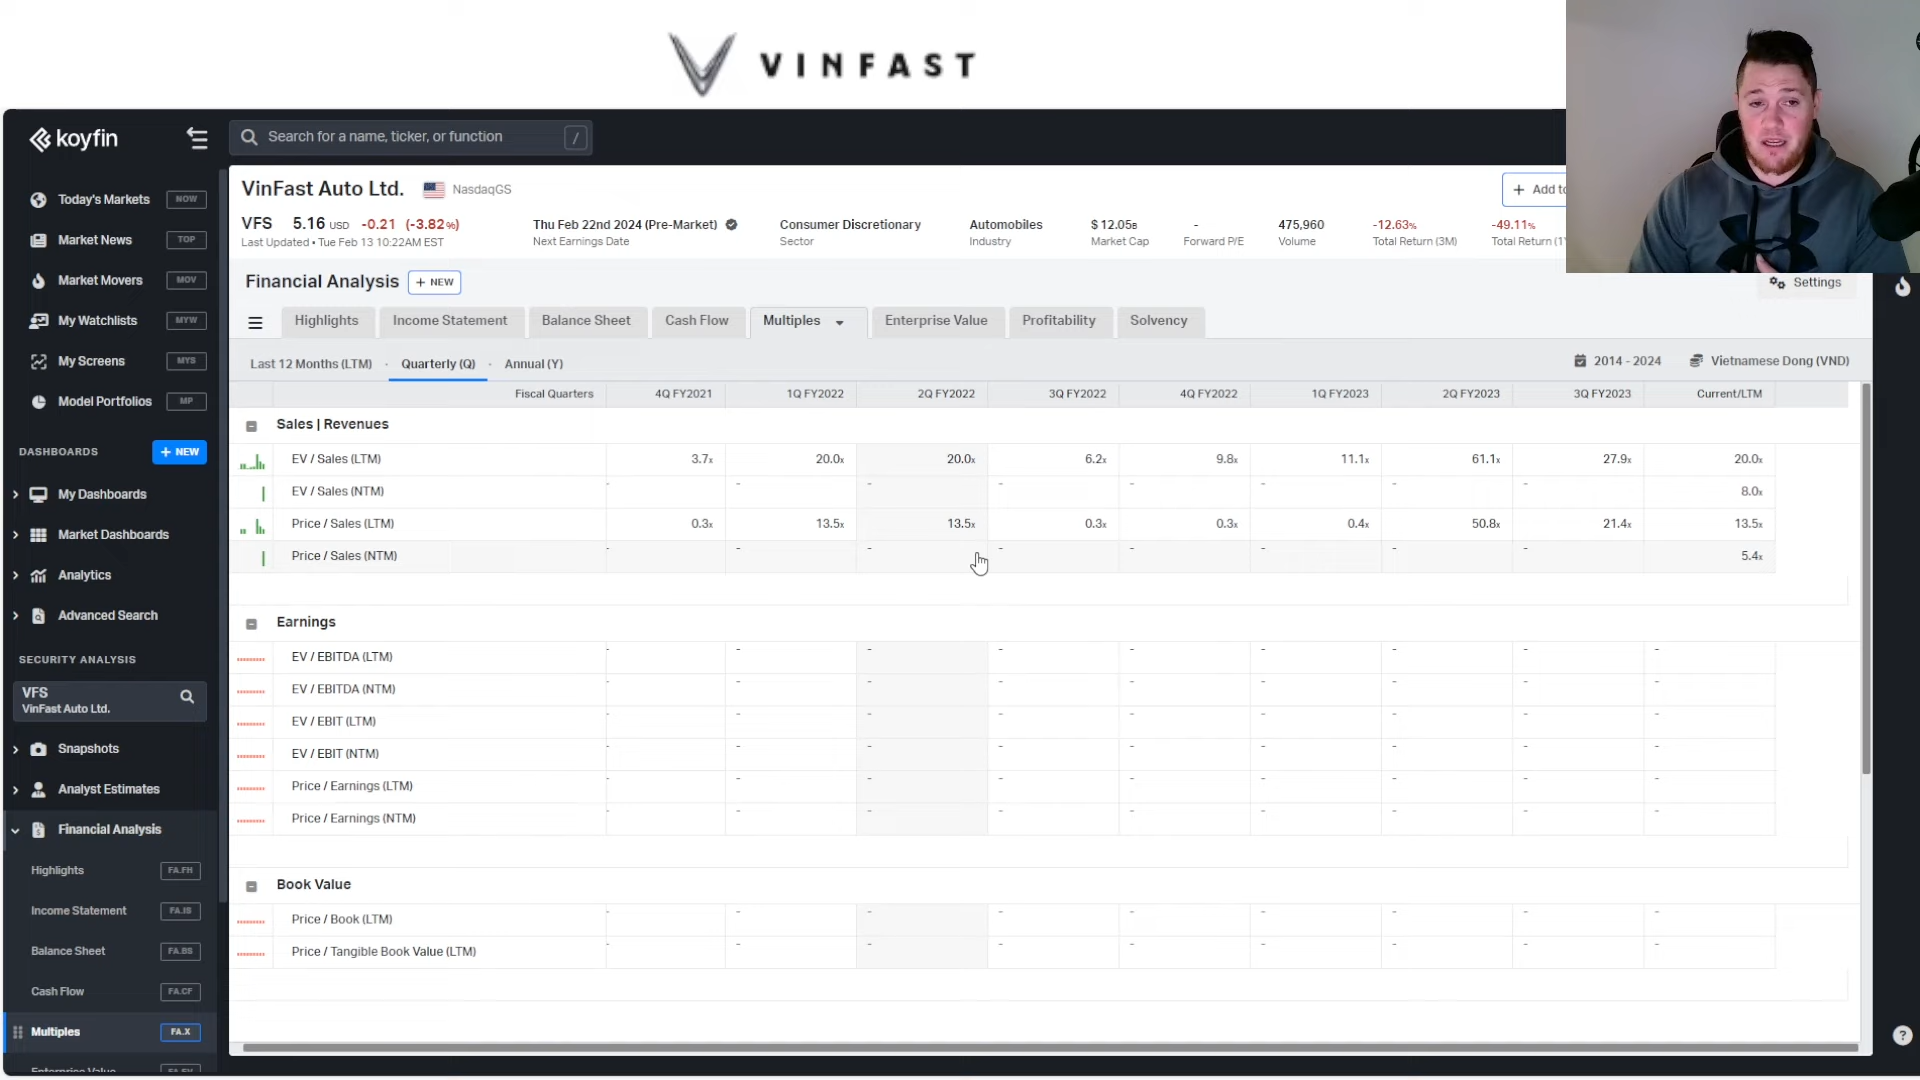 VINFAST
koyfin
Search for a name, ticker, or function /
Today's Markets NOW
Market News TOP
Market Movers MOV
My Watchlists MYW
My Screens MYS
Model Portfolios MP
DASHBOARDS + NEW
My Dashboards
Market Dashboards
Analytics
Advanced Search
SECURITY ANALYSIS
VFS
VinFast Auto Ltd.
Snapshots
Analyst Estimates
Financial Analysis
Highlights FA.FH
Income Statement FA.IS
Balance Sheet FA.BS
Cash Flow FA.CF
Multiples FA.X
Enterprise Value FA.EV
VinFast Auto Ltd. NasdaqGS
+ Add to
VFS 5.16 USD -0.21 (-3.82%) Thu Feb 22nd 2024 (Pre-Market) Consumer Discretionary Automobiles $ 12.05B - 475,960 -12.63% -49.11%
Last Updated • Tue Feb 13 10:22AM EST Next Earnings Date Sector Industry Market Cap Forward P/E Volume Total Return (3M) Total Return (1
Financial Analysis + NEW Settings
Highlights Income Statement Balance Sheet Cash Flow Multiples Enterprise Value Profitability Solvency
Last 12 Months (LTM) · Quarterly (Q) · Annual (Y) 2014 - 2024 Vietnamese Dong (VND)
Fiscal Quarters 4Q FY2021 1Q FY2022 2Q FY2022 3Q FY2022 4Q FY2022 1Q FY2023 2Q FY2023 3Q FY2023 Current/LTM
Sales | Revenues
EV / Sales (LTM) 3.7x 20.0x 20.0x 6.2x 9.8x 11.1x 61.1x 27.9x 20.0x
EV / Sales (NTM) - - - - - - - - 8.0x
Price / Sales (LTM) 0.3x 13.5x 13.5x 0.3x 0.3x 0.4x 50.8x 21.4x 13.5x
Price / Sales (NTM) - - - - - - - - 5.4x
Earnings
EV / EBITDA (LTM) - - - - - - - - -
EV / EBITDA (NTM) - - - - - - - - -
EV / EBIT (LTM) - - - - - - - - -
EV / EBIT (NTM) - - - - - - - - -
Price / Earnings (LTM) - - - - - - - - -
Price / Earnings (NTM) - - - - - - - - -
Book Value
Price / Book (LTM) - - - - - - - - -
Price / Tangible Book Value (LTM) - - - - - - - - -
?